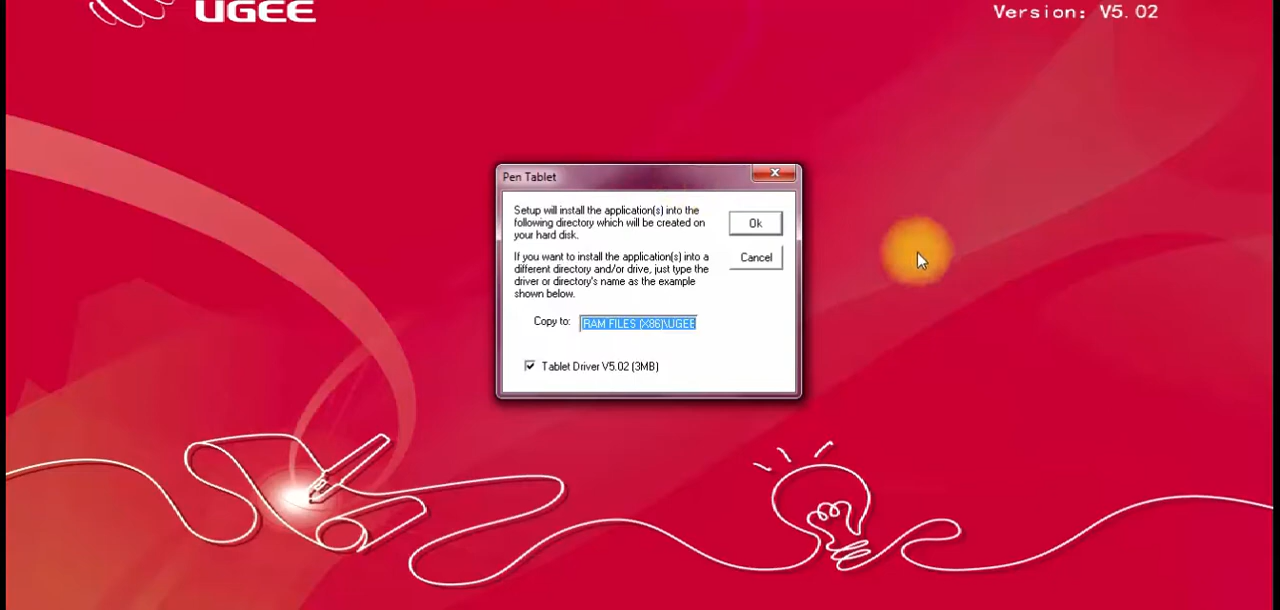 UGEE
Version: V5.02
Pen Tablet
Setup will install the application(s) into the
following directory which will be created on
your hard disk.
Ok
If you want to install the application(s) into a
different directory and/or drive, just type the
driver or directory's name as the example
shown below.
Cancel
Copy to: RAM FILES (X86)\UGEE
Tablet Driver V5.02 (3MB)